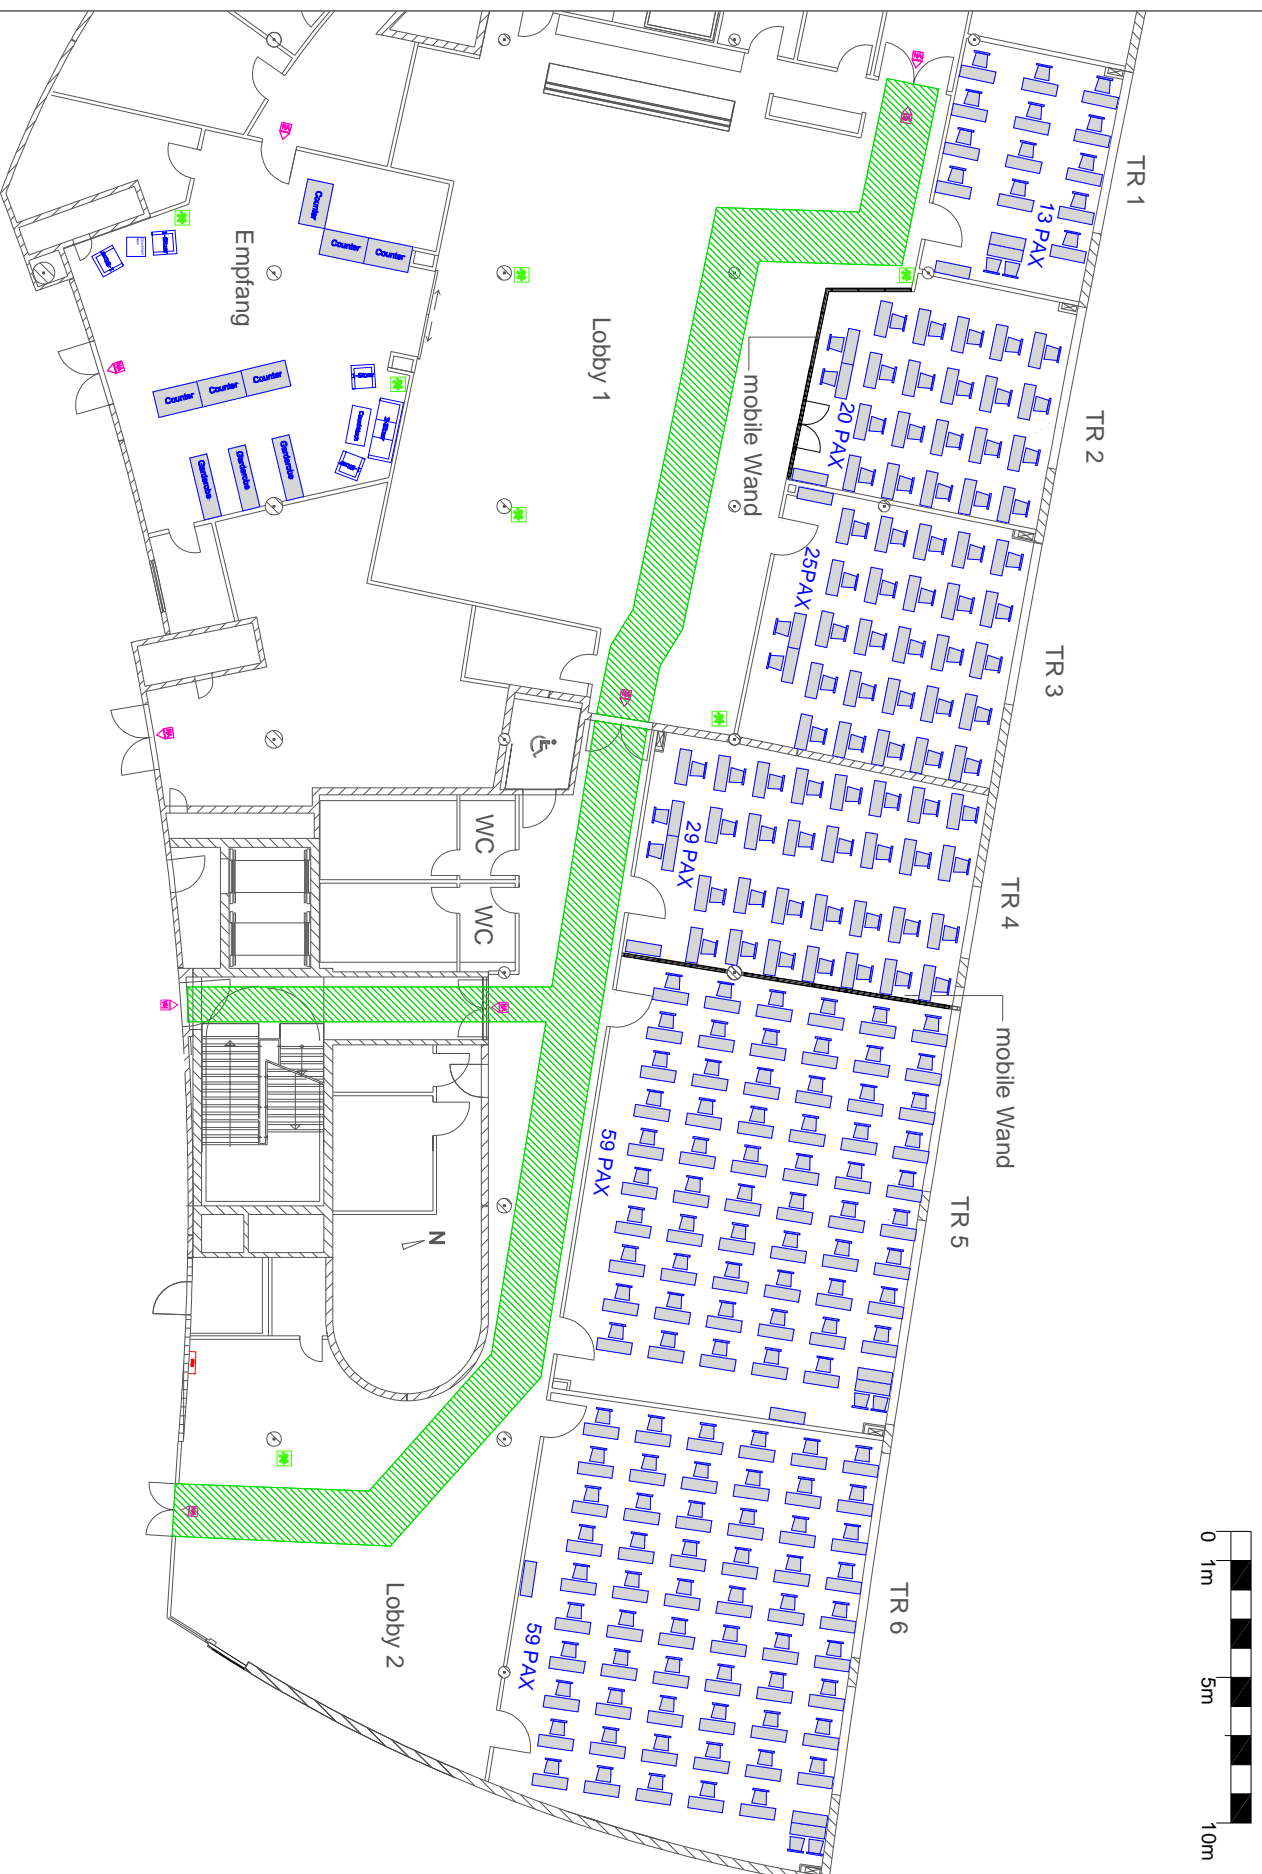 TR 1
13 PAX
TR 2
20 PAX
mobile Wand
TR 3
25PAX
TR 4
29 PAX
mobile Wand
TR 5
59 PAX
TR 6
59 PAX
Lobby 1
Lobby 2
Empfang
Counter
Counter
Counter
Counter
Counter
Counter
Garderobe
Garderobe
Garderobe
WC
WC
N
0
1m
5m
10m